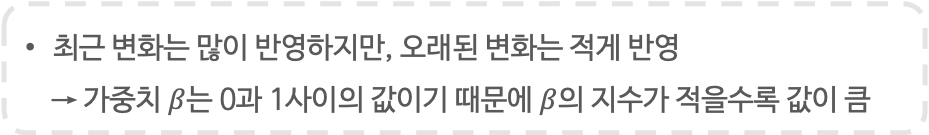 • 최근 변화는 많이 반영하지만, 오래된 변화는 적게 반영
→ 가중치 β는 0과 1사이의 값이기 때문에 β의 지수가 적을수록 값이 큼